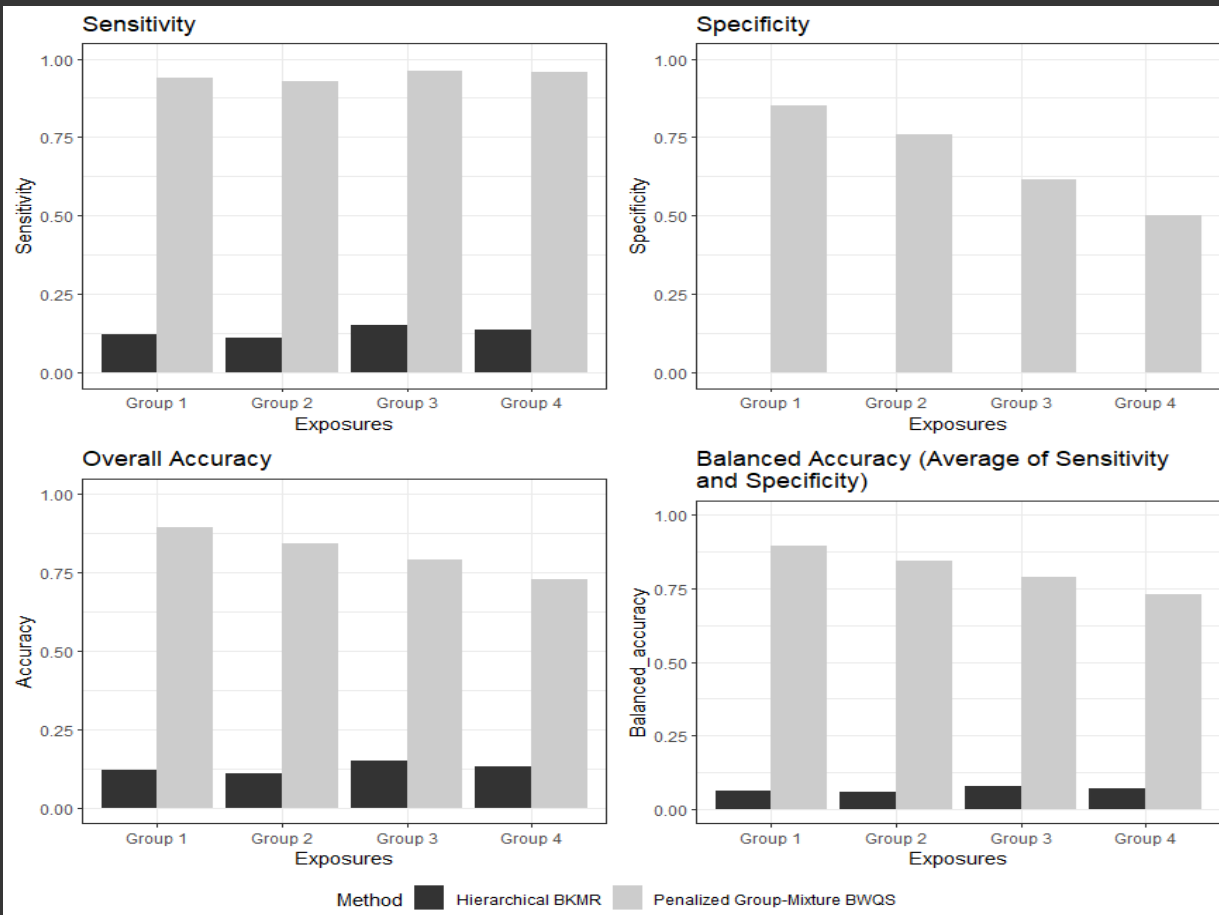 Sensitivity
1.00
0.75
0.50
0.25
0.00
Sensitivity
Group 1 Group 2 Group 3 Group 4
Exposures
Specificity
1.00
0.75
0.50
0.25
0.00
Specificity
Group 1 Group 2 Group 3 Group 4
Exposures
Overall Accuracy
1.00
0.75
0.50
0.25
0.00
Accuracy
Group 1 Group 2 Group 3 Group 4
Exposures
Balanced Accuracy (Average of Sensitivity
and Specificity)
1.00
0.75
0.50
0.25
0.00
Balanced_accuracy
Group 1 Group 2 Group 3 Group 4
Exposures
Method Hierarchical BKMR Penalized Group-Mixture BWQS